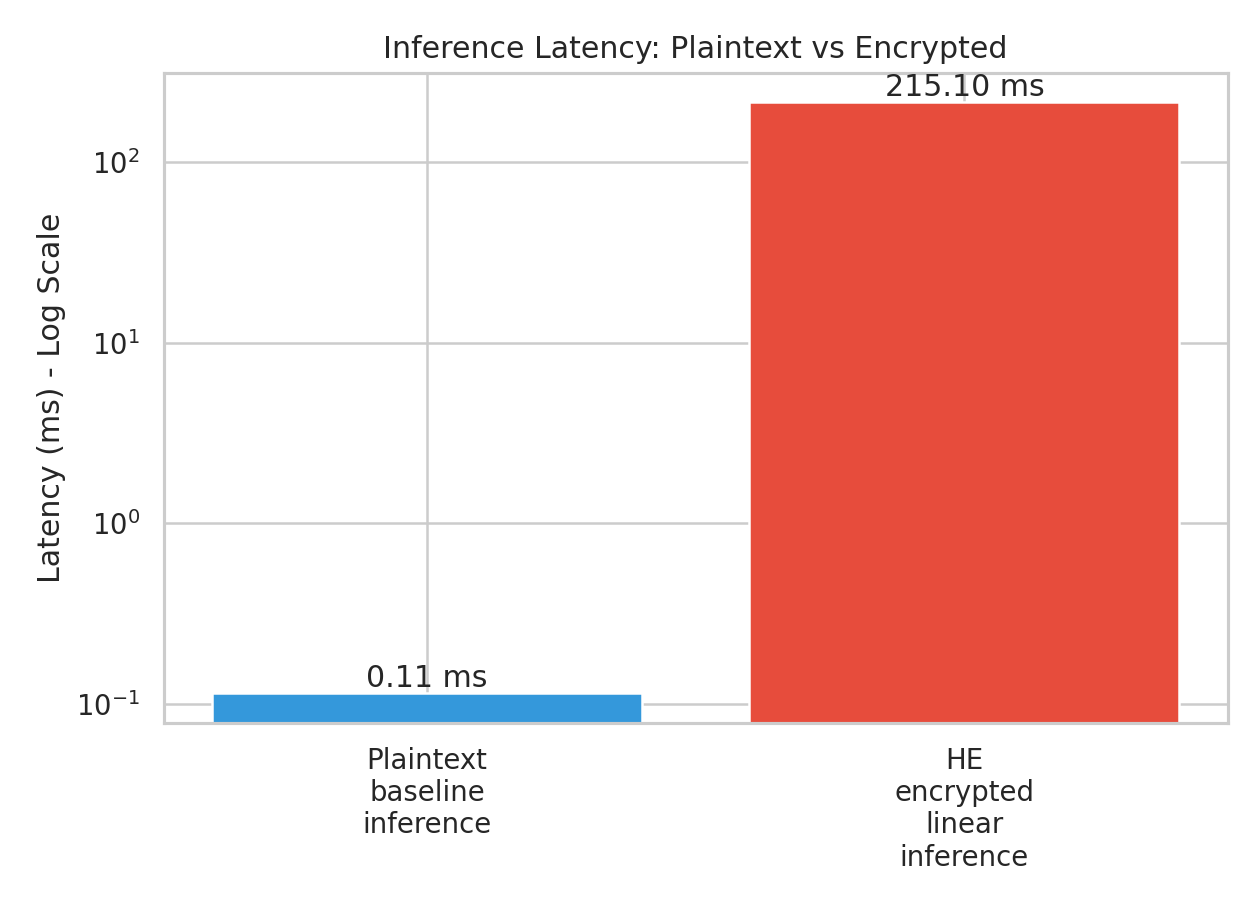 Inference Latency: Plaintext vs Encrypted
215.10 ms
10²
10¹
10⁰
10⁻¹
Latency (ms) - Log Scale
0.11 ms
Plaintext
baseline
inference
HE
encrypted
linear
inference